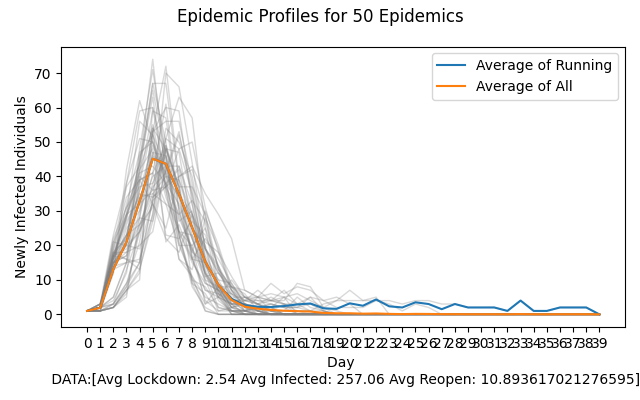 Epidemic Profiles for 50 Epidemics
Average of Running
Average of All
Newly Infected Individuals
70
60
50
40
30
20
10
0
0 1 2 3 4 5 6 7 8 9 10 11 12 13 14 15 16 17 18 19 20 21 22 23 24 25 26 27 28 29 30 31 32 33 34 35 36 37 38 39
Day
DATA:[Avg Lockdown: 2.54 Avg Infected: 257.06 Avg Reopen: 10.893617021276595]